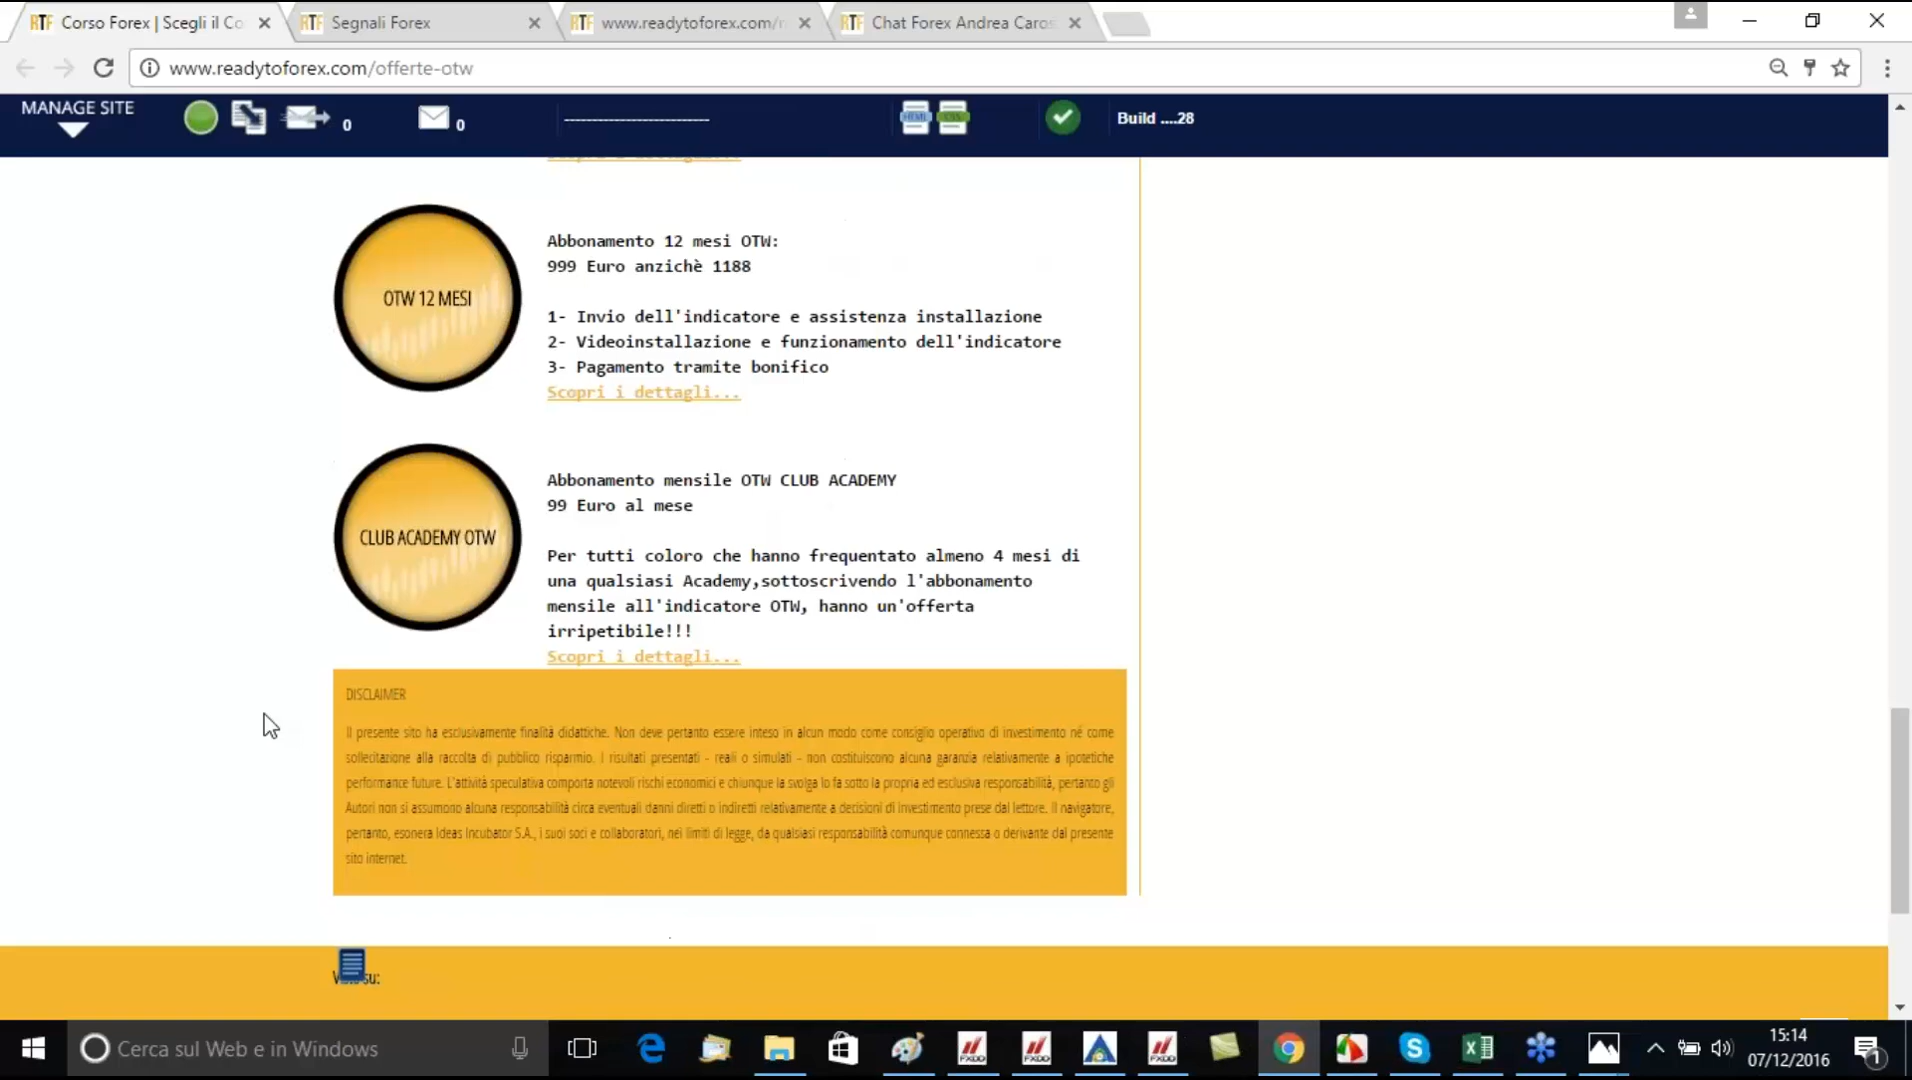 Corso Forex | Scegli il Co
Segnali Forex
www.readytoforex.com/r
Chat Forex Andrea Caros
www.readytoforex.com/offerte-otw
MANAGE SITE
0
0
--------------------------
Build ....28
Scopri i dettagli...
OTW 12 MESI
Abbonamento 12 mesi OTW:
999 Euro anzichè 1188
1- Invio dell'indicatore e assistenza installazione
2- Videoinstallazione e funzionamento dell'indicatore
3- Pagamento tramite bonifico
Scopri i dettagli...
CLUB ACADEMY OTW
Abbonamento mensile OTW CLUB ACADEMY
99 Euro al mese
Per tutti coloro che hanno frequentato almeno 4 mesi di
una qualsiasi Academy,sottoscrivendo l'abbonamento
mensile all'indicatore OTW, hanno un'offerta
irripetibile!!!
Scopri i dettagli...
DISCLAIMER
Il presente sito ha esclusivamente finalità didattiche. Non deve pertanto essere inteso in alcun modo come consiglio operativo di investimento né come
sollecitazione alla raccolta di pubblico risparmio. I risultati presentati - reali o simulati - non costituiscono alcuna garanzia relativamente a ipotetiche
performance future. L'attività speculativa comporta notevoli rischi economici e chiunque la svolga lo fa sotto la propria ed esclusiva responsabilità, pertanto gli
Autori non si assumono alcuna responsabilità circa eventuali danni diretti o indiretti relativamente a decisioni di investimento prese dal lettore. Il navigatore,
pertanto, esonera Ideas Incubator S.A., i suoi soci e collaboratori, nei limiti di legge, da qualsiasi responsabilità comunque connessa o derivante dal presente
sito internet.
su:
Cerca sul Web e in Windows
FXDD
FXDD
FXDD
15:14
07/12/2016
1